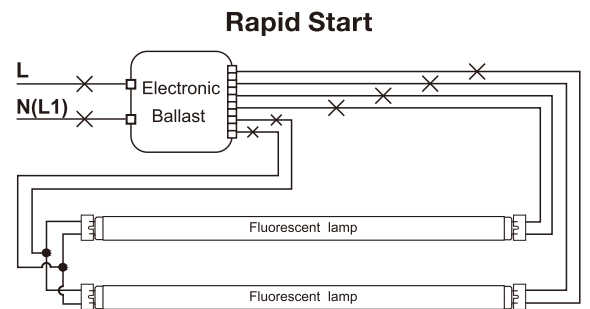 Rapid Start
L
N(L1)
Electronic
Ballast
Fluorescent lamp
Fluorescent lamp